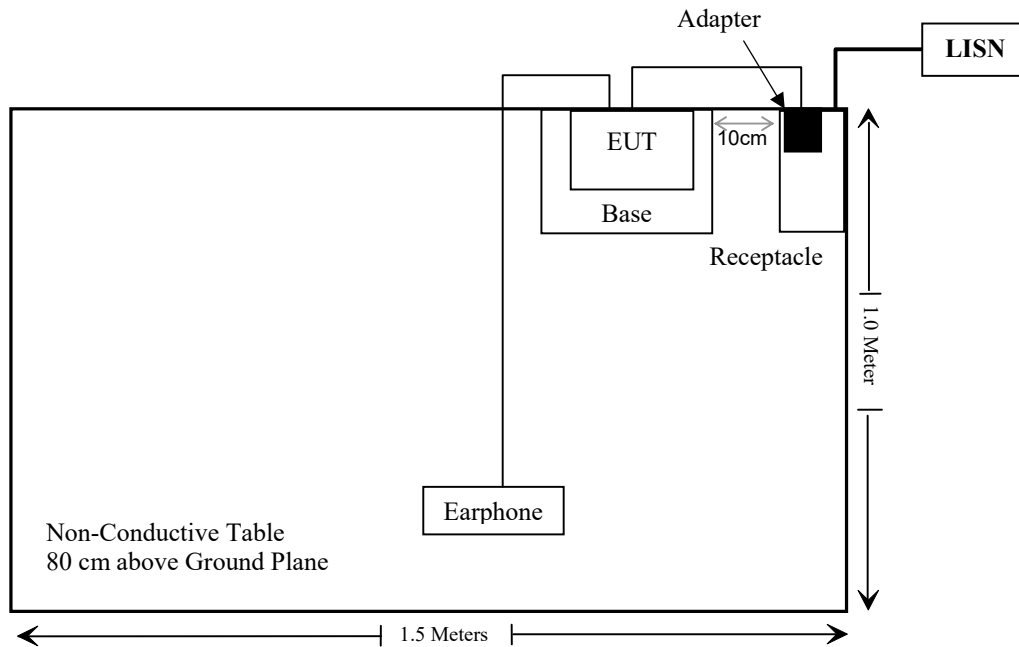 Adapter
LISN
EUT
10cm
Base
Receptacle
1.0 Meter
Earphone
Non-Conductive Table
80 cm above Ground Plane
1.5 Meters